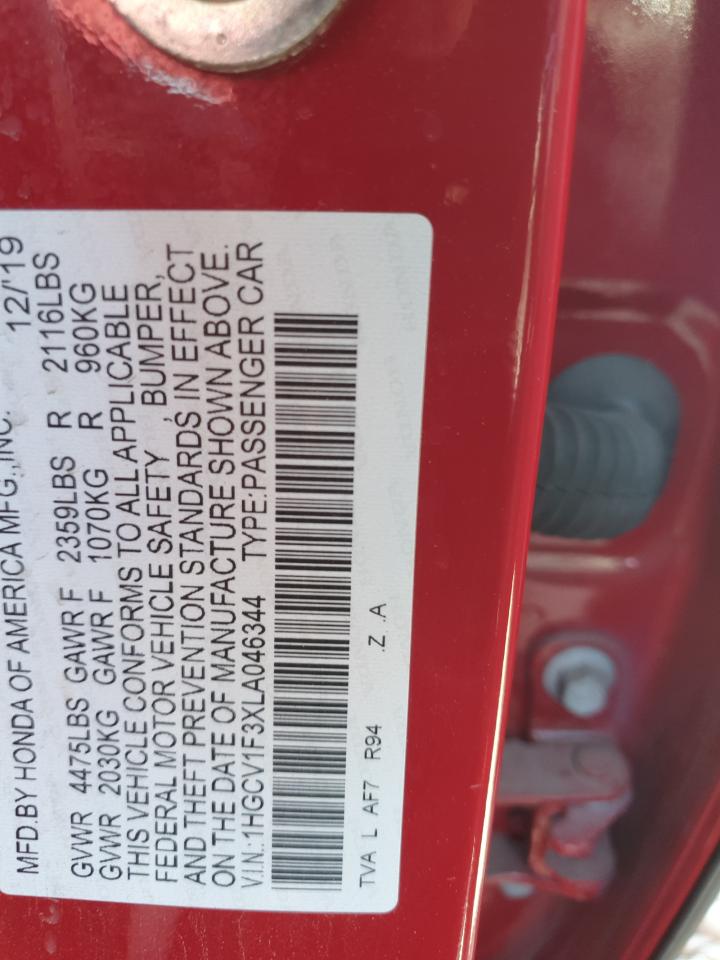 MFD.BY HONDA OF AMERICA MFG.,INC. 12/'19
GVWR 4475LBS GAWR F 2359LBS R 2116LBS
GVWR 2030KG GAWR F 1070KG R 960KG
THIS VEHICLE CONFORMS TO ALL APPLICABLE
FEDERAL MOTOR VEHICLE SAFETY , BUMPER,
AND THEFT PREVENTION STANDARDS IN EFFECT
ON THE DATE OF MANUFACTURE SHOWN ABOVE.
V.I.N.:1HGCV1F3XLA046344 TYPE:PASSENGER CAR
TVA L AF7 R94 .Z .A